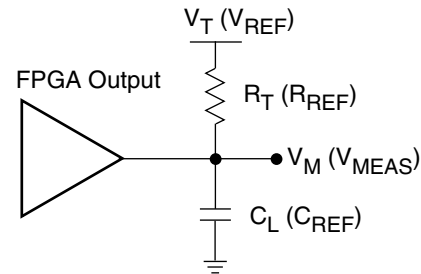 V_T (V_REF)
FPGA Output
R_T (R_REF)
V_M (V_MEAS)
C_L (C_REF)